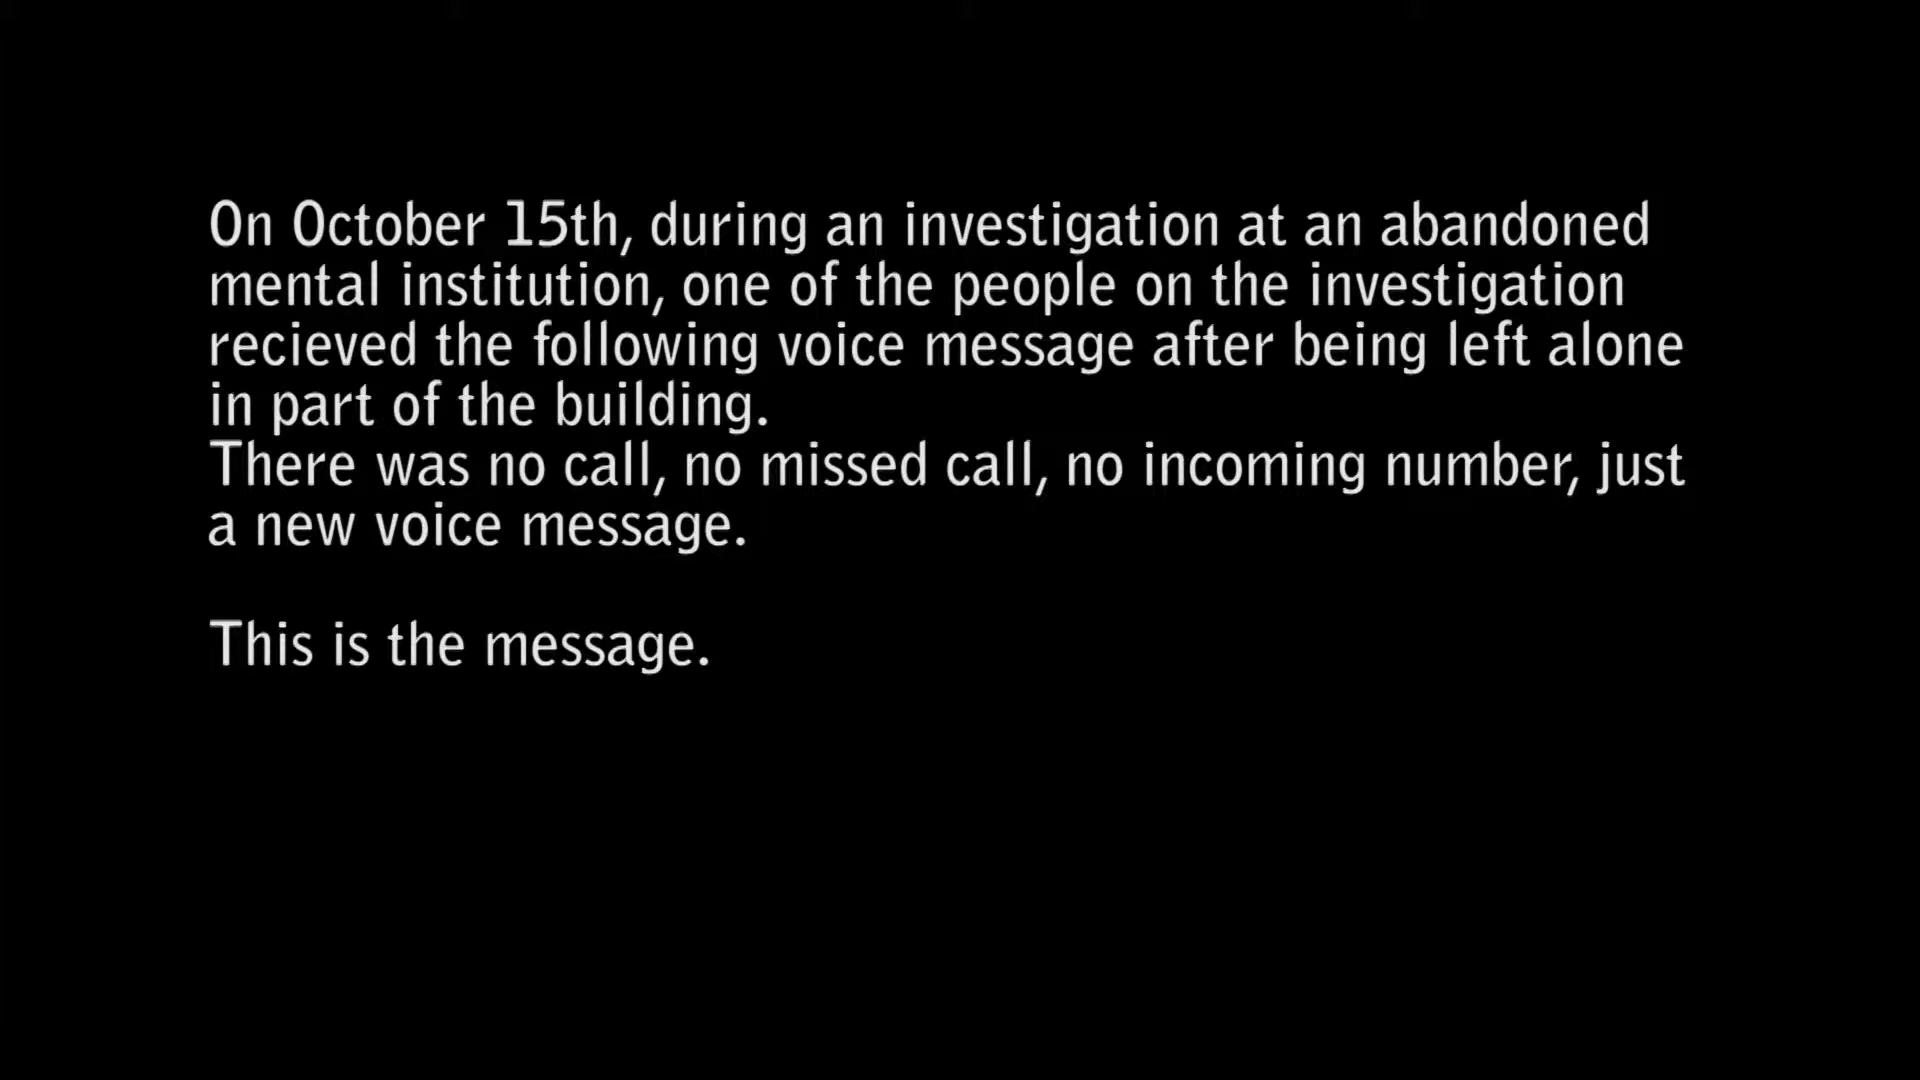 On October 15th, during an investigation at an abandoned
mental institution, one of the people on the investigation
recieved the following voice message after being left alone
in part of the building.
There was no call, no missed call, no incoming number, just
a new voice message.
This is the message.